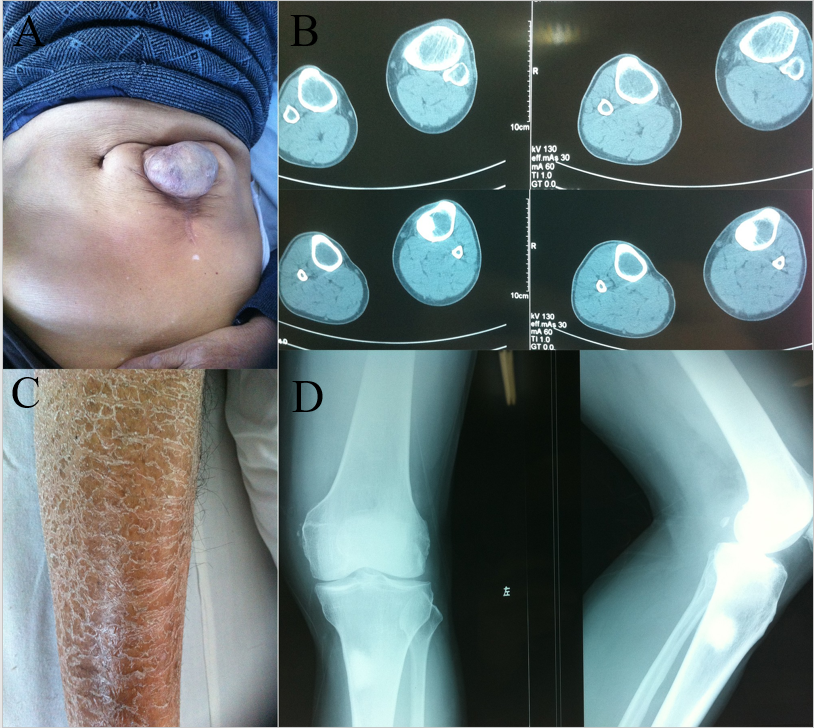 A
B
R
10cm
kV 130
eff.mAs 30
mA 60
TI 1.0
GT 0.0
R
10cm
kV 130
eff.mAs 30
mA 60
TI 1.0
GT 0.0
C
D
左